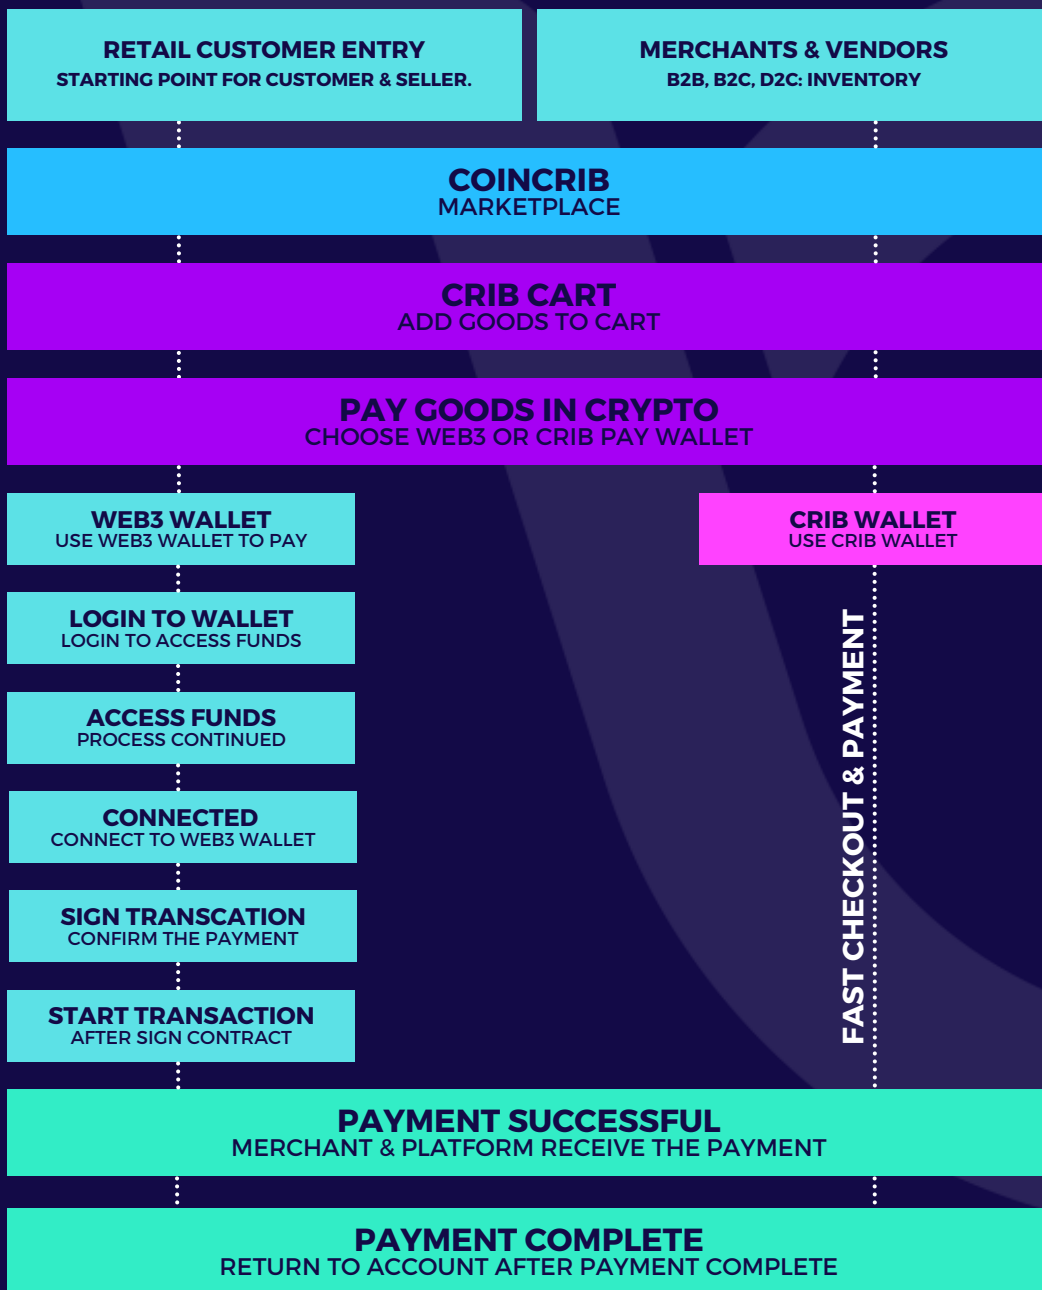 RETAIL CUSTOMER ENTRY
STARTING POINT FOR CUSTOMER & SELLER.
MERCHANTS & VENDORS
B2B, B2C, D2C: INVENTORY
COINCRIB
MARKETPLACE
CRIB CART
ADD GOODS TO CART
PAY GOODS IN CRYPTO
CHOOSE WEB3 OR CRIB PAY WALLET
WEB3 WALLET
USE WEB3 WALLET TO PAY
CRIB WALLET
USE CRIB WALLET
LOGIN TO WALLET
LOGIN TO ACCESS FUNDS
ACCESS FUNDS
PROCESS CONTINUED
CONNECTED
CONNECT TO WEB3 WALLET
SIGN TRANSCATION
CONFIRM THE PAYMENT
START TRANSACTION
AFTER SIGN CONTRACT
FAST CHECKOUT & PAYMENT
PAYMENT SUCCESSFUL
MERCHANT & PLATFORM RECEIVE THE PAYMENT
PAYMENT COMPLETE
RETURN TO ACCOUNT AFTER PAYMENT COMPLETE